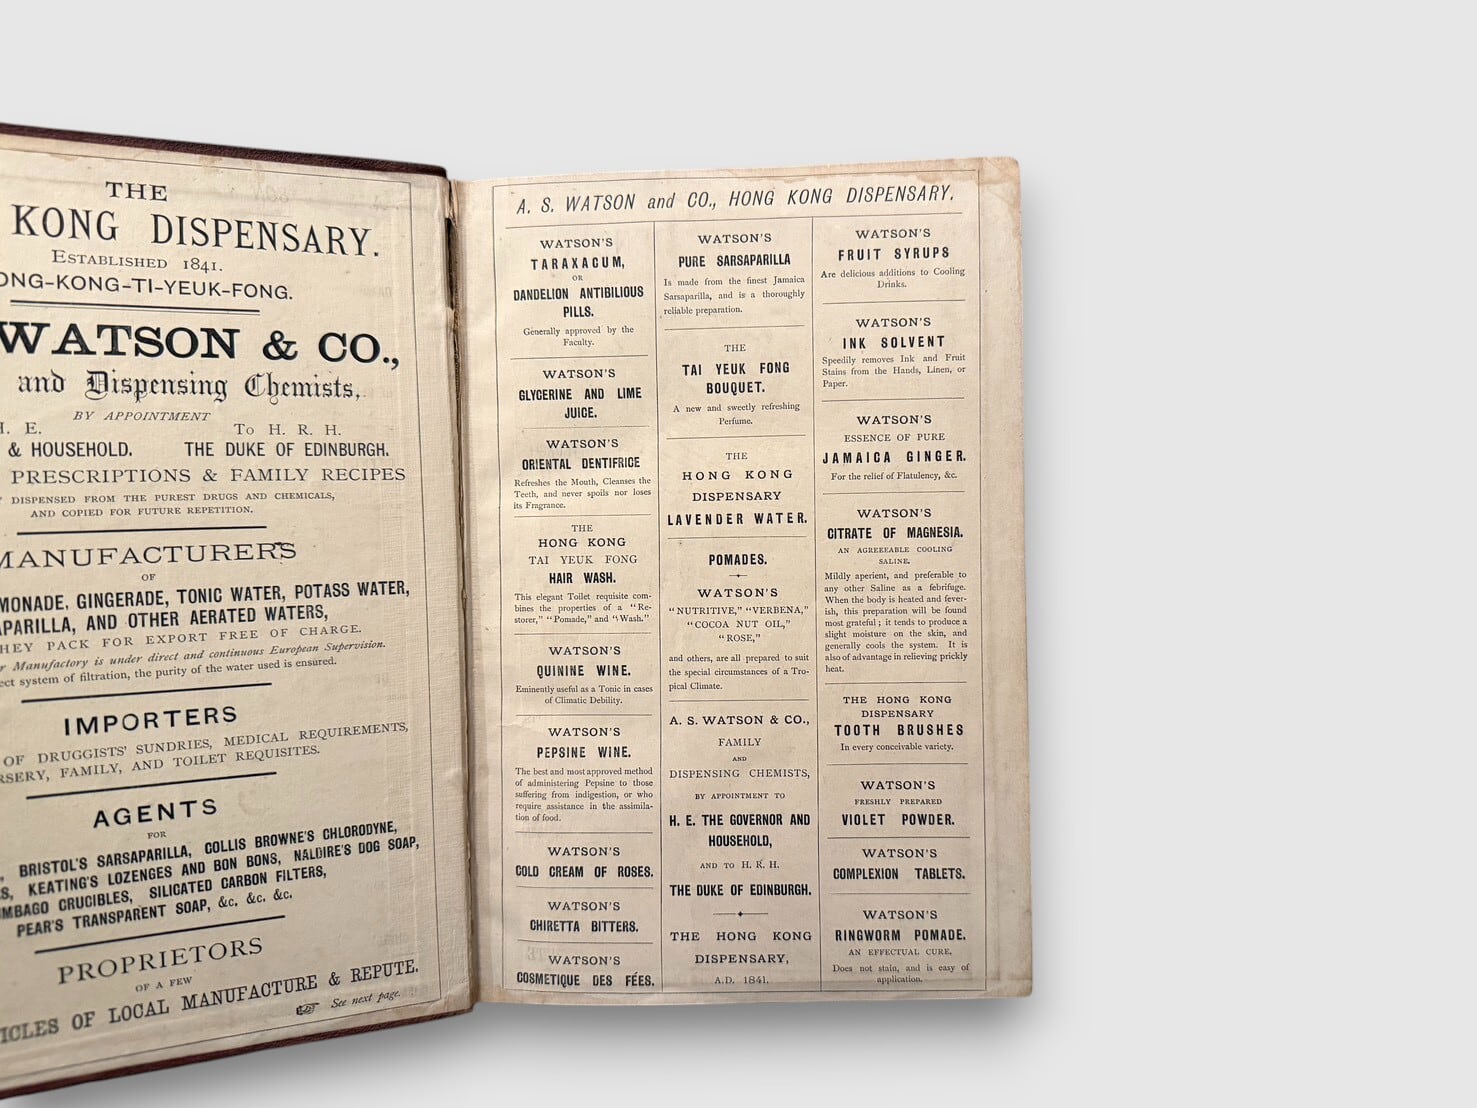 THE
KONG DISPENSARY.
ESTABLISHED 1841.
ONG-KONG-TI-YEUK-FONG.
WATSON & CO.,
and Dispensing Chemists,
BY APPOINTMENT
H. E. To H. R. H.
& HOUSEHOLD. THE DUKE OF EDINBURGH.
PRESCRIPTIONS & FAMILY RECIPES
DISPENSED FROM THE PUREST DRUGS AND CHEMICALS,
AND COPIED FOR FUTURE REPETITION.
MANUFACTURERS
OF
MONADE, GINGERADE, TONIC WATER, POTASS WATER,
APARILLA, AND OTHER AERATED WATERS,
HEY PACK FOR EXPORT FREE OF CHARGE.
r Manufactory is under direct and continuous European Supervision.
ect system of filtration, the purity of the water used is ensured.
IMPORTERS
OF DRUGGISTS' SUNDRIES, MEDICAL REQUIREMENTS,
RSERY, FAMILY, AND TOILET REQUISITES.
AGENTS
FOR
BRISTOL'S SARSAPARILLA, COLLIS BROWNE'S CHLORODYNE,
S, KEATING'S LOZENGES AND BON BONS, NALDIRE'S DOG SOAP,
MBAGO CRUCIBLES, SILICATED CARBON FILTERS,
PEAR'S TRANSPARENT SOAP, &c. &c. &c.
PROPRIETORS
OF A FEW
ICLES OF LOCAL MANUFACTURE & REPUTE.
☞ See next page.
A. S. WATSON and CO., HONG KONG DISPENSARY.
WATSON'S
TARAXACUM,
OR
DANDELION ANTIBILIOUS
PILLS.
Generally approved by the
Faculty.
WATSON'S
GLYCERINE AND LIME
JUICE.
WATSON'S
ORIENTAL DENTIFRICE
Refreshes the Mouth, Cleanses the
Teeth, and never spoils nor loses
its Fragrance.
THE
HONG KONG
TAI YEUK FONG
HAIR WASH.
This elegant Toilet requisite com-
bines the properties of a "Re-
storer," "Pomade," and "Wash."
WATSON'S
QUININE WINE.
Eminently useful as a Tonic in cases
of Climatic Debility.
WATSON'S
PEPSINE WINE.
The best and most approved method
of administering Pepsine to those
suffering from indigestion, or who
require assistance in the assimila-
tion of food.
WATSON'S
COLD CREAM OF ROSES.
WATSON'S
CHIRETTA BITTERS.
WATSON'S
COSMETIQUE DES FÉES.
WATSON'S
PURE SARSAPARILLA
Is made from the finest Jamaica
Sarsaparilla, and is a thoroughly
reliable preparation.
THE
TAI YEUK FONG
BOUQUET.
A new and sweetly refreshing
Perfume.
THE
HONG KONG
DISPENSARY
LAVENDER WATER.
POMADES.
WATSON'S
"NUTRITIVE," "VERBENA,"
"COCOA NUT OIL,"
"ROSE,"
and others, are all prepared to suit
the special circumstances of a Tro-
pical Climate.
A. S. WATSON & CO.,
FAMILY
AND
DISPENSING CHEMISTS,
BY APPOINTMENT TO
H. E. THE GOVERNOR AND
HOUSEHOLD,
AND TO H. R. H.
THE DUKE OF EDINBURGH.
THE HONG KONG
DISPENSARY,
A.D. 1841.
WATSON'S
FRUIT SYRUPS
Are delicious additions to Cooling
Drinks.
WATSON'S
INK SOLVENT
Speedily removes Ink and Fruit
Stains from the Hands, Linen, or
Paper.
WATSON'S
ESSENCE OF PURE
JAMAICA GINGER.
For the relief of Flatulency, &c.
WATSON'S
CITRATE OF MAGNESIA.
AN AGREEEABLE COOLING
SALINE.
Mildly aperient, and preferable to
any other Saline as a febrifuge.
When the body is heated and fever-
ish, this preparation will be found
most grateful; it tends to produce a
slight moisture on the skin, and
generally cools the system. It is
also of advantage in relieving prickly
heat.
THE HONG KONG
DISPENSARY
TOOTH BRUSHES
In every conceivable variety.
WATSON'S
FRESHLY PREPARED
VIOLET POWDER.
WATSON'S
COMPLEXION TABLETS.
WATSON'S
RINGWORM POMADE.
AN EFFECTUAL CURE.
Does not stain, and is easy of
application.